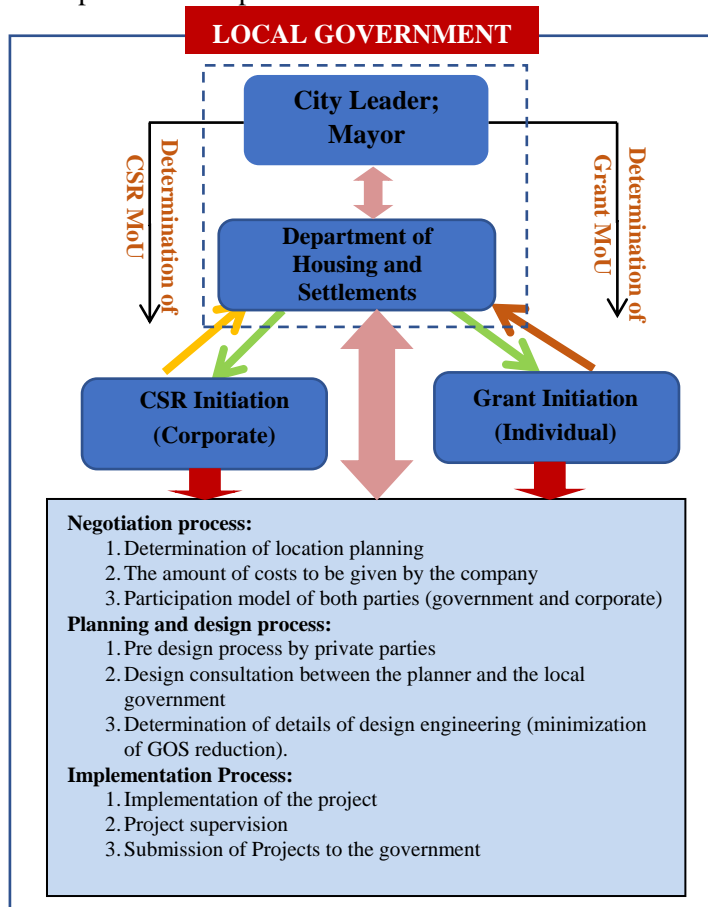 LOCAL GOVERNMENT
City Leader;
Mayor
Determination of
CSR MoU
Determination of
Grant MoU
Department of
Housing and
Settlements
CSR Initiation
(Corporate)
Grant Initiation
(Individual)
Negotiation process:
1. Determination of location planning
2. The amount of costs to be given by the company
3. Participation model of both parties (government and corporate)
Planning and design process:
1. Pre design process by private parties
2. Design consultation between the planner and the local
government
3. Determination of details of design engineering (minimization
of GOS reduction).
Implementation Process:
1. Implementation of the project
2. Project supervision
3. Submission of Projects to the government